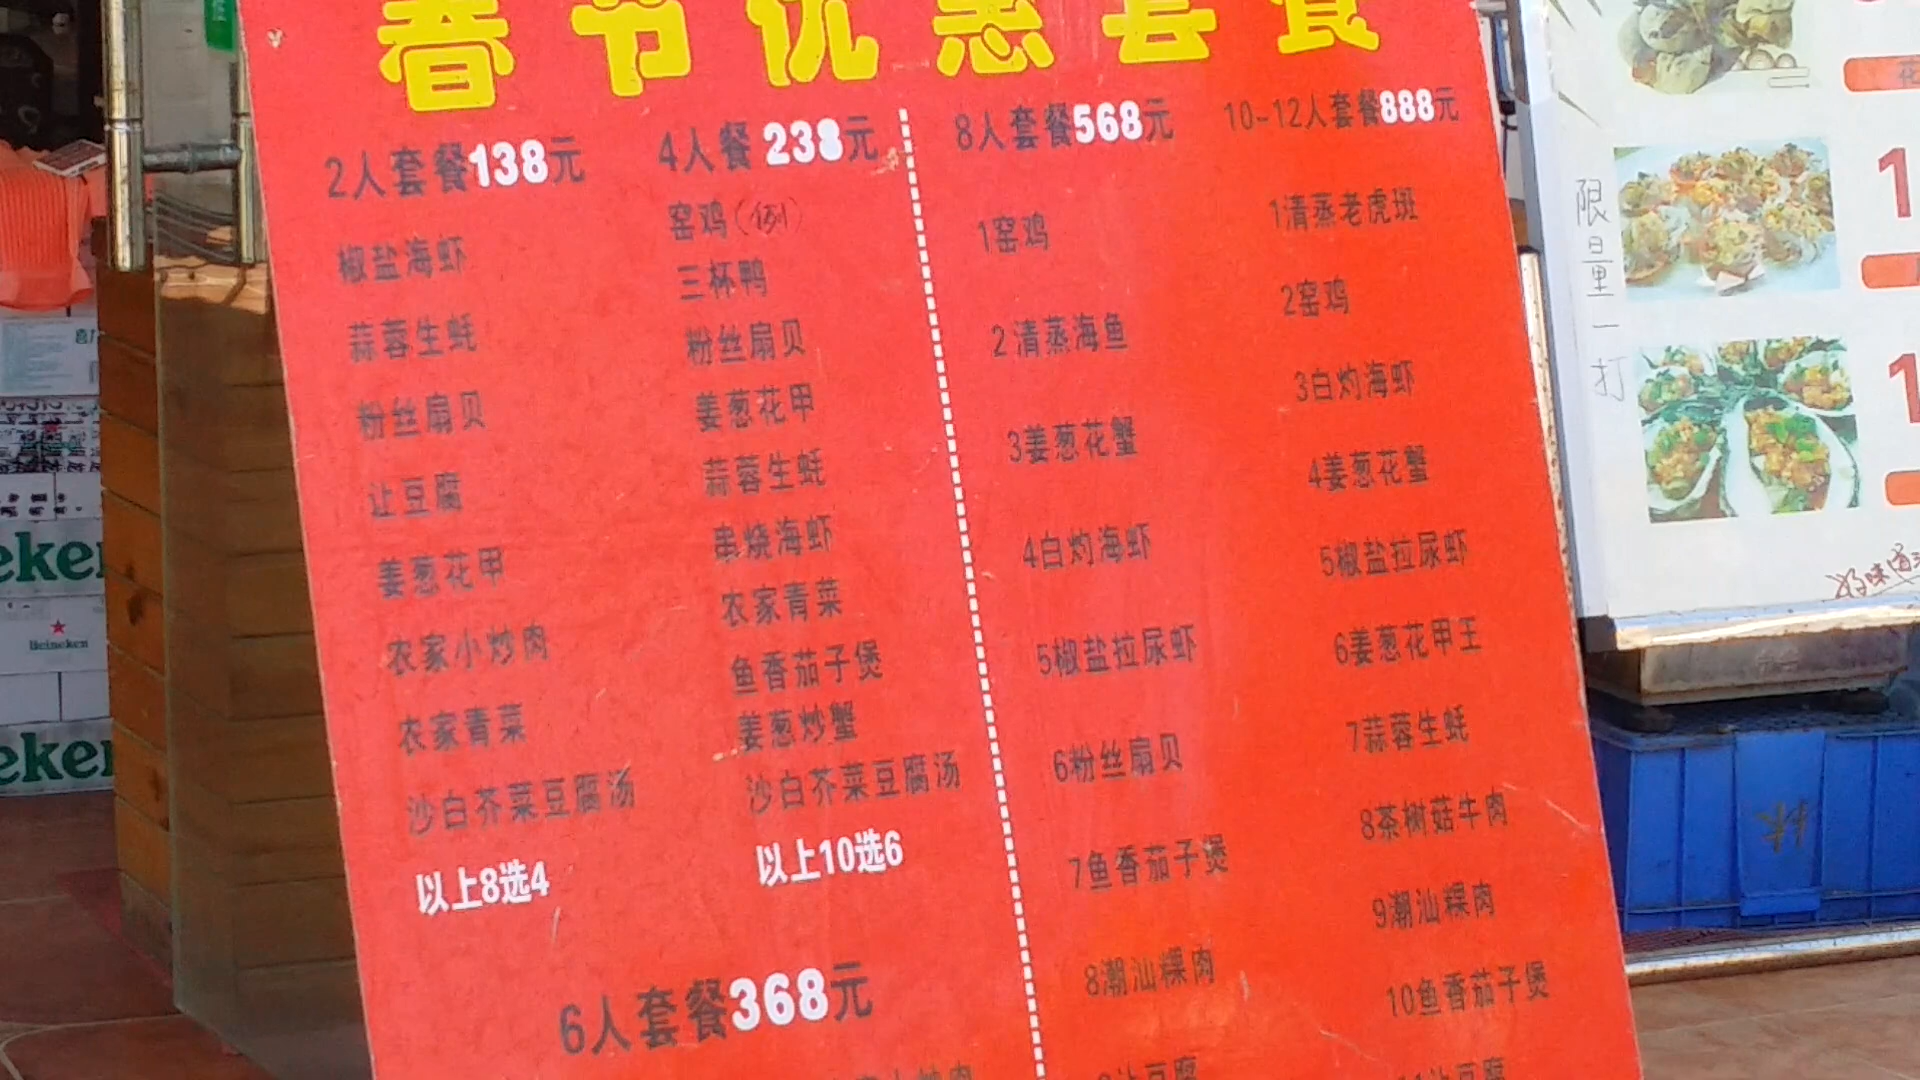 春节优惠套餐
2人套餐138元
椒盐海虾
蒜蓉生蚝
粉丝扇贝
让豆腐
姜葱花甲
农家小炒肉
农家青菜
沙白芥菜豆腐汤
以上8选4
4人餐 238元
窑鸡(例)
三杯鸭
粉丝扇贝
姜葱花甲
蒜蓉生蚝
串烧海虾
农家青菜
鱼香茄子煲
姜葱炒蟹
沙白芥菜豆腐汤
以上10选6
6人套餐368元
8人套餐568元
1窑鸡
2清蒸海鱼
3姜葱花蟹
4白灼海虾
5椒盐拉尿虾
6粉丝扇贝
7鱼香茄子煲
8潮汕粿肉
9让豆腐
10-12人套餐888元
1清蒸老虎斑
2窑鸡
3白灼海虾
4姜葱花蟹
5椒盐拉尿虾
6姜葱花甲王
7蒜蓉生蚝
8茶树菇牛肉
9潮汕粿肉
10鱼香茄子煲
11让豆腐
限量一打
好味道
Heineken